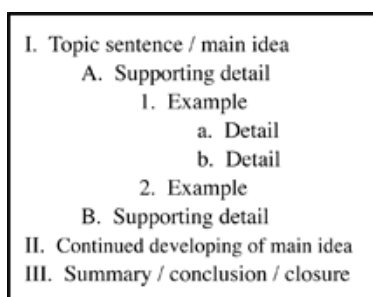 I. Topic sentence / main idea
A. Supporting detail
1. Example
a. Detail
b. Detail
2. Example
B. Supporting detail
II. Continued developing of main idea
III. Summary / conclusion / closure